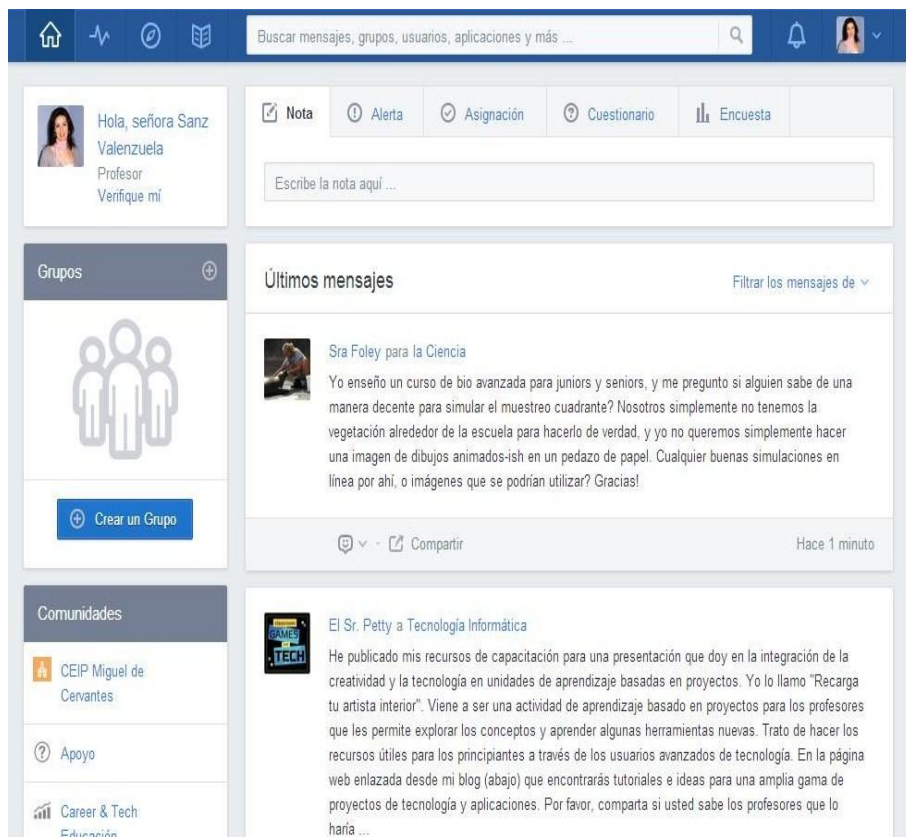 Buscar mensajes, grupos, usuarios, aplicaciones y más ...
Hola, señora Sanz
Valenzuela
Profesor
Verifique mí
Nota
Alerta
Asignación
Cuestionario
Encuesta
Escribe la nota aquí ...
Grupos
Crear un Grupo
Comunidades
CEIP Miguel de
Cervantes
Apoyo
Career & Tech
Educación
Últimos mensajes
Filtrar los mensajes de
Sra Foley para la Ciencia
Yo enseño un curso de bio avanzada para juniors y seniors, y me pregunto si alguien sabe de una
manera decente para simular el muestreo cuadrante? Nosotros simplemente no tenemos la
vegetación alrededor de la escuela para hacerlo de verdad, y yo no queremos simplemente hacer
una imagen de dibujos animados-ish en un pedazo de papel. Cualquier buenas simulaciones en
línea por ahí, o imágenes que se podrían utilizar? Gracias!
Compartir
Hace 1 minuto
GAMES
TECH
El Sr. Petty a Tecnología Informática
He publicado mis recursos de capacitación para una presentación que doy en la integración de la
creatividad y la tecnología en unidades de aprendizaje basadas en proyectos. Yo lo llamo "Recarga
tu artista interior". Viene a ser una actividad de aprendizaje basado en proyectos para los profesores
que les permite explorar los conceptos y aprender algunas herramientas nuevas. Trato de hacer los
recursos útiles para los principiantes a través de los usuarios avanzados de tecnología. En la página
web enlazada desde mi blog (abajo) que encontrarás tutoriales e ideas para una amplia gama de
proyectos de tecnología y aplicaciones. Por favor, comparta si usted sabe los profesores que lo
haría ...